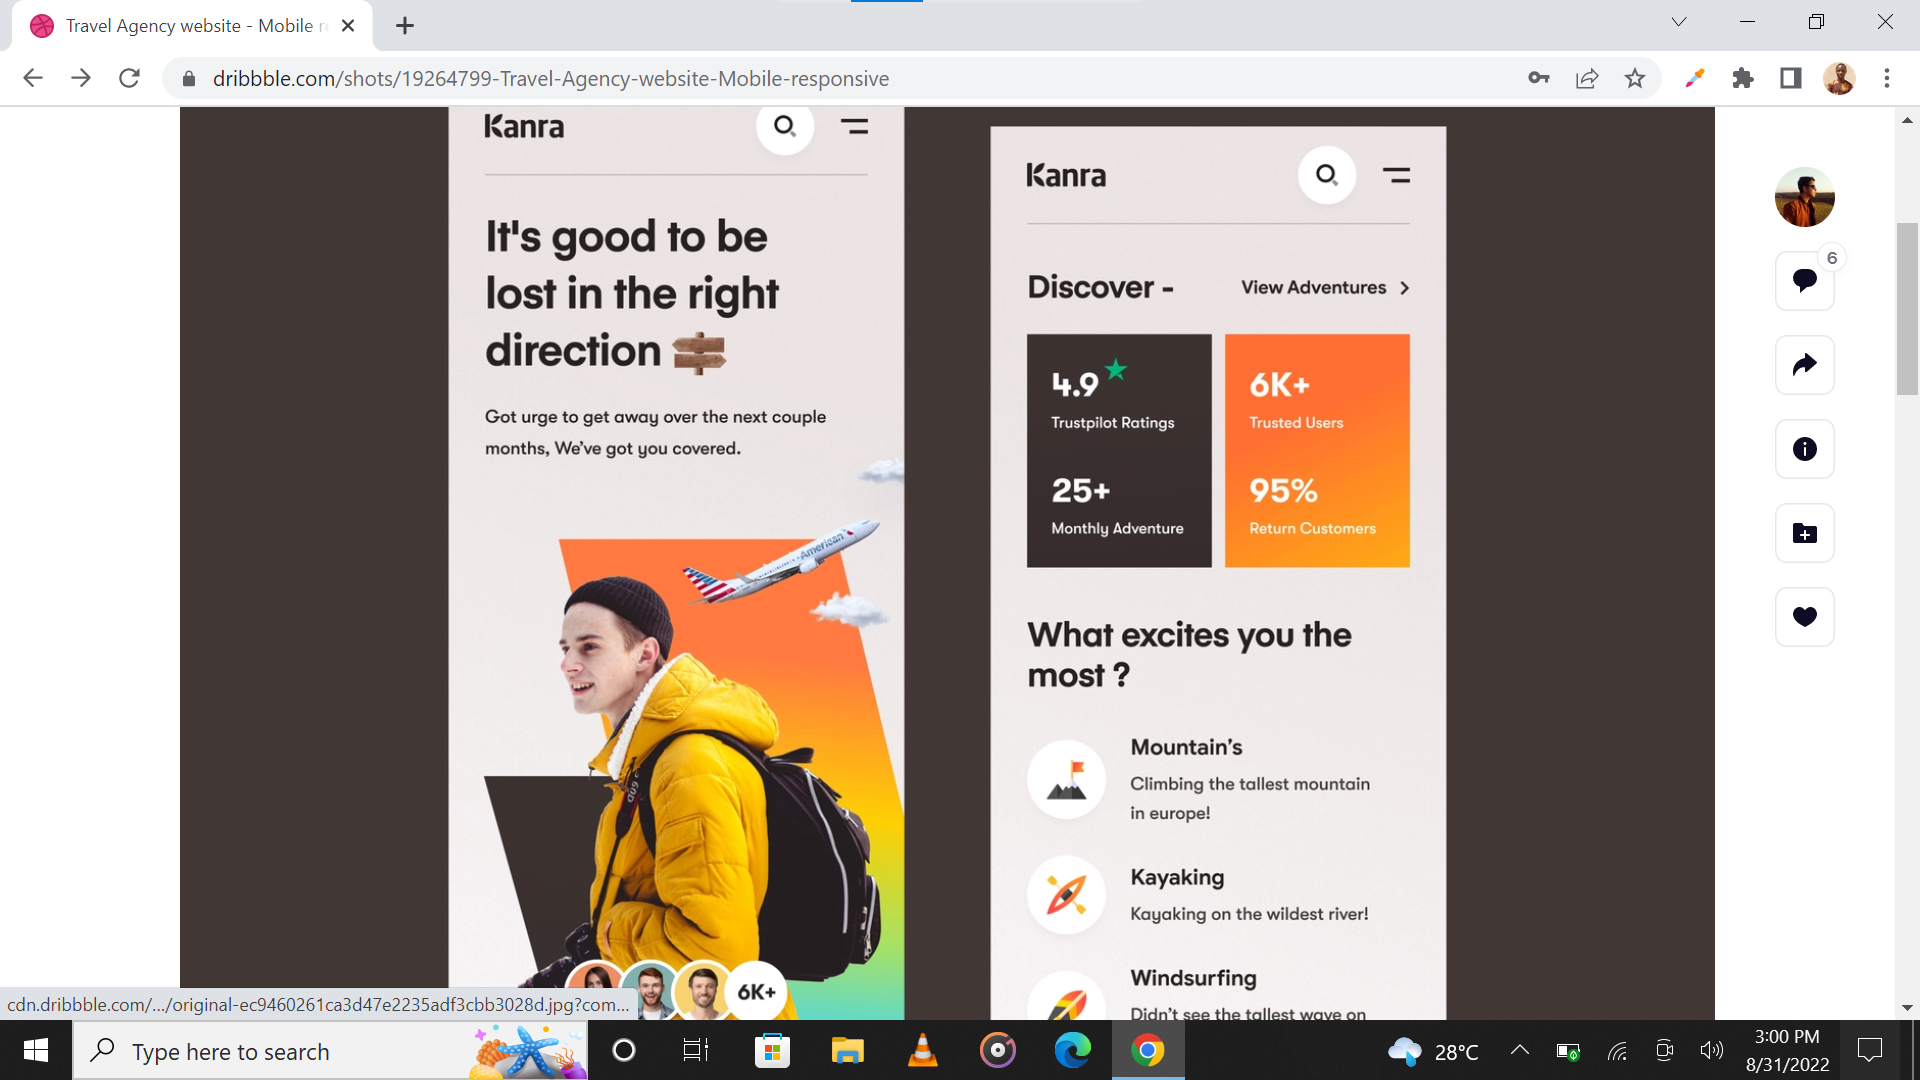 Travel Agency website - Mobile r
dribbble.com/shots/19264799-Travel-Agency-website-Mobile-responsive
Kanra
It's good to be
lost in the right
direction
Got urge to get away over the next couple
months, We've got you covered.
American
6K+
Kanra
Discover -
View Adventures
4.9
Trustpilot Ratings
25+
Monthly Adventure
6K+
Trusted Users
95%
Return Customers
What excites you the
most ?
Mountain's
Climbing the tallest mountain
in europe!
Kayaking
Kayaking on the wildest river!
Windsurfing
Didn't see the tallest wave on
6
cdn.dribbble.com/.../original-ec9460261ca3d47e2235adf3cbb3028d.jpg?com...
Type here to search
28°C
3:00 PM
8/31/2022